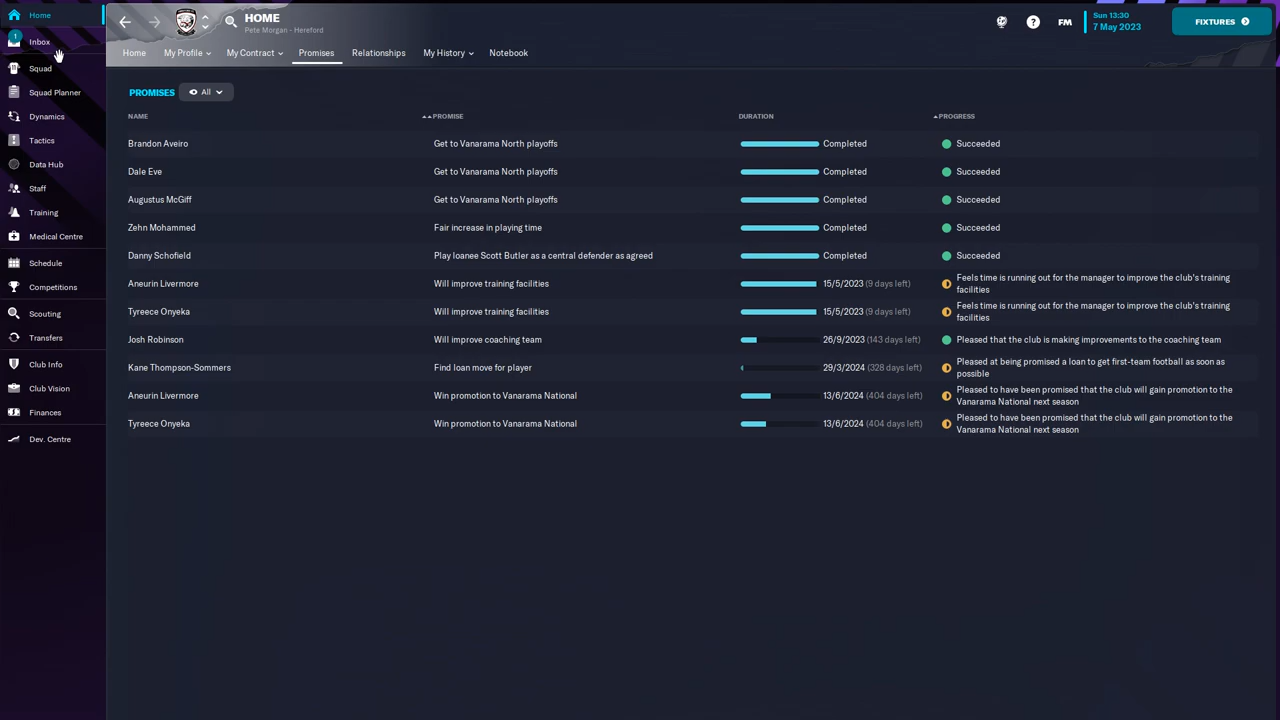 Home
1
Inbox
Squad
Squad Planner
Dynamics
Tactics
Data Hub
Staff
Training
Medical Centre
Schedule
Competitions
Scouting
Transfers
Club Info
Club Vision
Finances
Dev. Centre
HOME
Pete Morgan - Hereford
?
FM
Sun 13:30
7 May 2023
FIXTURES
Home
My Profile
My Contract
Promises
Relationships
My History
Notebook
PROMISES
All
NAME PROMISE DURATION PROGRESS
Brandon Aveiro Get to Vanarama North playoffs Completed Succeeded
Dale Eve Get to Vanarama North playoffs Completed Succeeded
Augustus McGiff Get to Vanarama North playoffs Completed Succeeded
Zehn Mohammed Fair increase in playing time Completed Succeeded
Danny Schofield Play loanee Scott Butler as a central defender as agreed Completed Succeeded
Aneurin Livermore Will improve training facilities 15/5/2023 (9 days left) Feels time is running out for the manager to improve the club's training
facilities
Tyreece Onyeka Will improve training facilities 15/5/2023 (9 days left) Feels time is running out for the manager to improve the club's training
facilities
Josh Robinson Will improve coaching team 26/9/2023 (143 days left) Pleased that the club is making improvements to the coaching team
Kane Thompson-Sommers Find loan move for player 29/3/2024 (328 days left) Pleased at being promised a loan to get first-team football as soon as
possible
Aneurin Livermore Win promotion to Vanarama National 13/6/2024 (404 days left) Pleased to have been promised that the club will gain promotion to the
Vanarama National next season
Tyreece Onyeka Win promotion to Vanarama National 13/6/2024 (404 days left) Pleased to have been promised that the club will gain promotion to the
Vanarama National next season